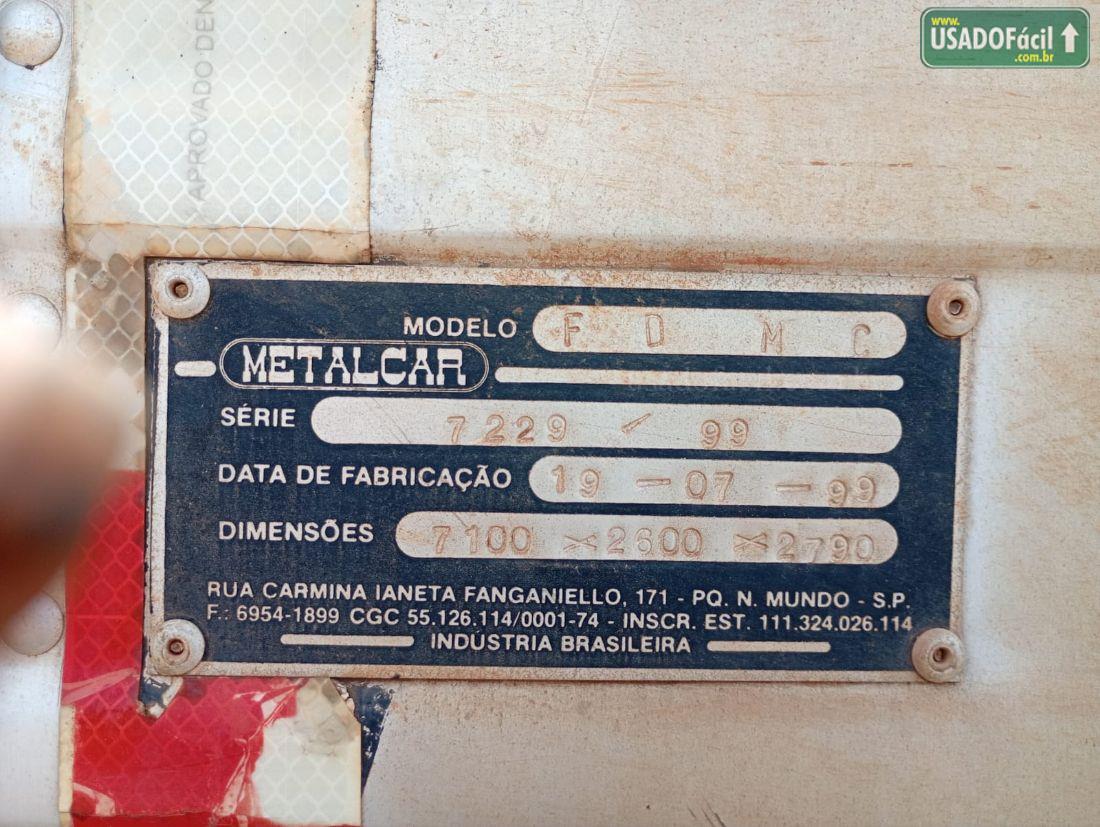 www.
USADOFácil
.com.br
APROVADO DEN
MODELO F D M C
METALCAR
SÉRIE 7229 / 99
DATA DE FABRICAÇÃO 19 - 07 - 99
DIMENSÕES 7100 × 2600 × 2790
RUA CARMINA IANETA FANGANIELLO, 171 - PQ. N. MUNDO - S.P.
F.: 6954-1899 CGC 55.126.114/0001-74 - INSCR. EST. 111.324.026.114
INDÚSTRIA BRASILEIRA